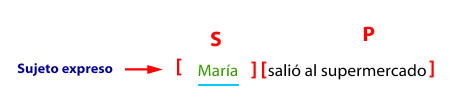 S P
Sujeto expreso [ María ] [ salió al supermercado ]